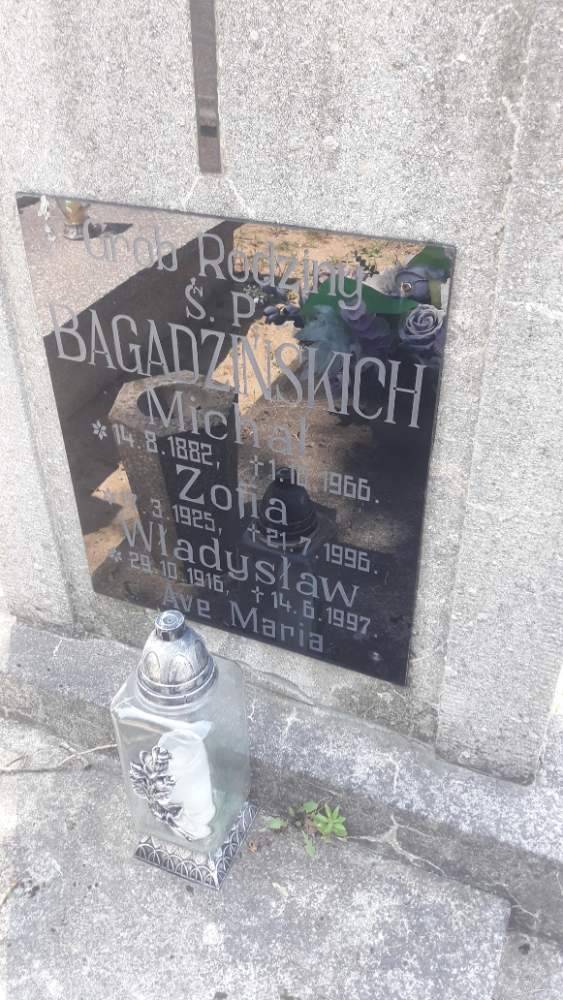 Grób Rodziny
Ś. P.
BAGADZIŃSKICH
Michał
* 14.8.1882, † 1.10.1966.
Zofia
3.1925, † 21.7.1996.
Władysław
* 29.10.1916, † 14.6.1997.
Ave Maria